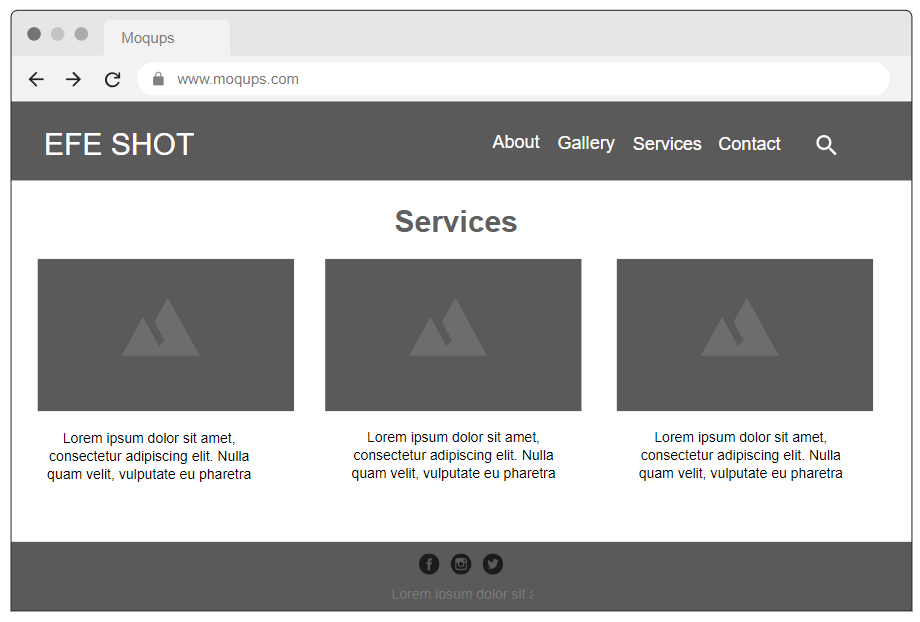 Moqups
www.moqups.com
EFE SHOT
About Gallery Services Contact
Services
Lorem ipsum dolor sit amet,
consectetur adipiscing elit. Nulla
quam velit, vulputate eu pharetra
Lorem ipsum dolor sit amet,
consectetur adipiscing elit. Nulla
quam velit, vulputate eu pharetra
Lorem ipsum dolor sit amet,
consectetur adipiscing elit. Nulla
quam velit, vulputate eu pharetra
Lorem ipsum dolor sit